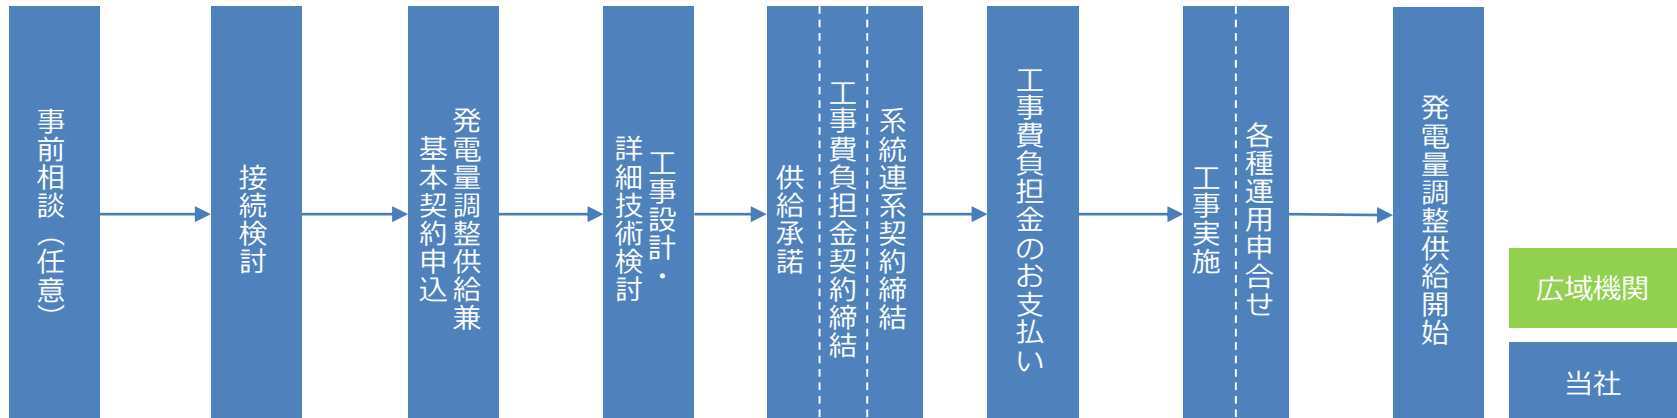 事前相談（任意）
接続検討
発電量調整供給兼
基本契約申込
工事設計・
詳細技術検討
供給承諾
工事費負担金契約締結
系統連系契約締結
工事費負担金のお支払い
工事実施
各種運用申合せ
発電量調整供給開始
広域機関
当社